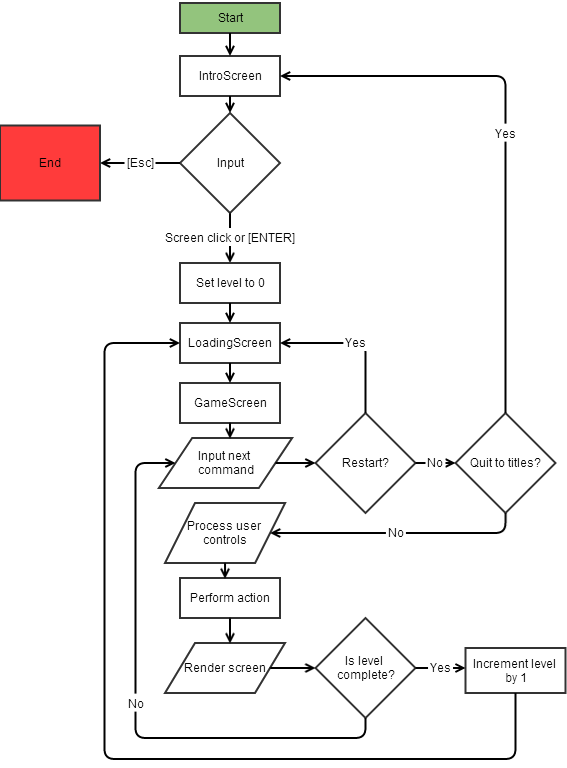 Start
IntroScreen
Yes
End
[Esc]
Input
Screen click or [ENTER]
Set level to 0
LoadingScreen
Yes
GameScreen
Input next
command
Restart?
No
Quit to titles?
Process user
controls
No
Perform action
Render screen
Is level
complete?
Yes
Increment level
by 1
No